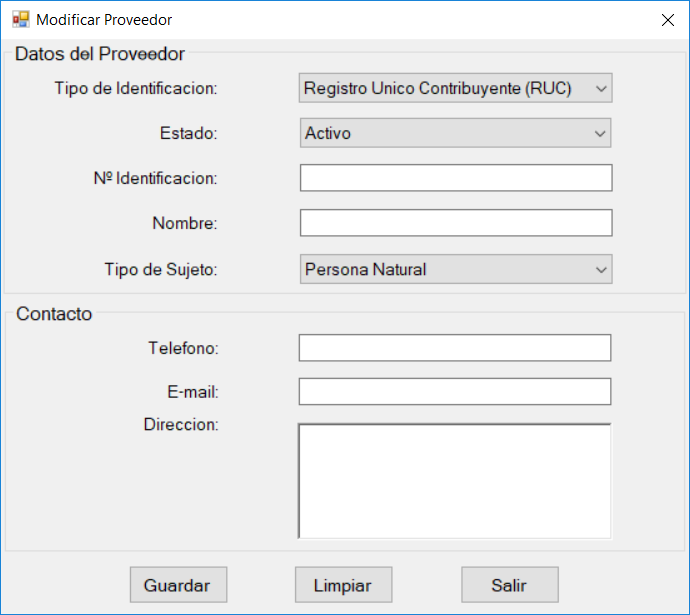 Modificar Proveedor
Datos del Proveedor
Tipo de Identificacion: Registro Unico Contribuyente (RUC)
Estado: Activo
Nº Identificacion:
Nombre:
Tipo de Sujeto: Persona Natural
Contacto
Telefono:
E-mail:
Direccion:
Guardar Limpiar Salir